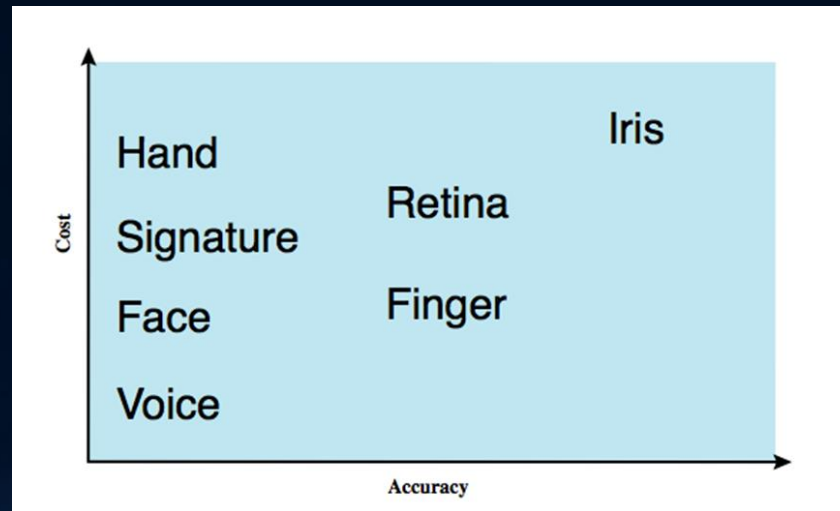 Iris
Hand
Retina
Signature
Finger
Face
Voice
Cost
Accuracy